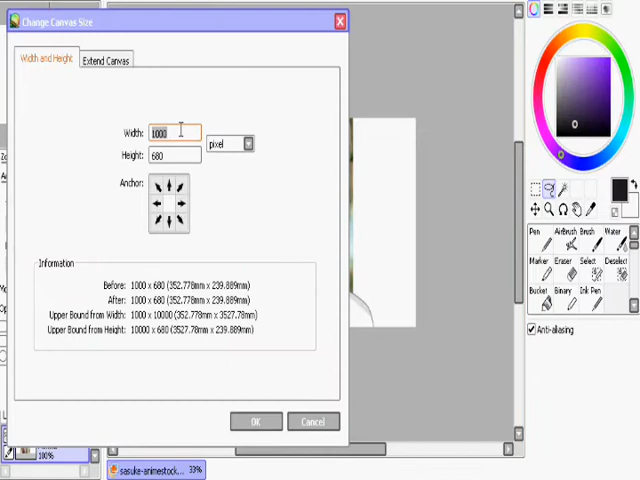 Change Canvas Size
Width and Height
Extend Canvas
Width: 1000
pixel
Height: 680
Anchor:
Information
Before: 1000 x 680 (352.778mm x 239.889mm)
After: 1000 x 680 (352.778mm x 239.889mm)
Upper Bound from Width: 1000 x 10000 (352.778mm x 3527.78mm)
Upper Bound from Height: 10000 x 680 (3527.78mm x 239.889mm)
OK
Cancel
Pen AirBrush Brush Water
Marker Eraser Select Deselect
Bucket Binary Ink Pen
Anti-aliasing
100%
sasuke-animestock... 33%